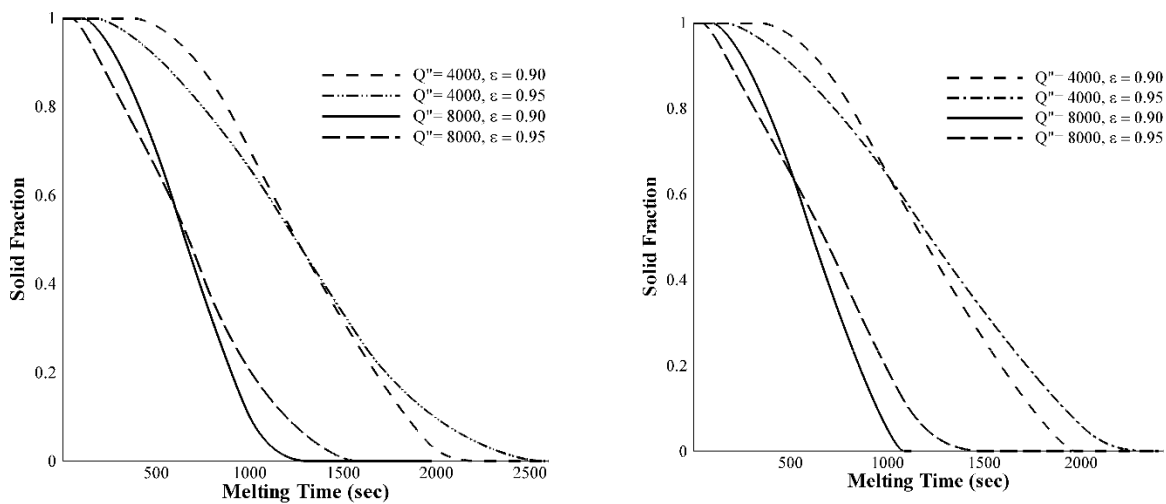 1
0.8
0.6
0.4
0.2
0
Solid Fraction
500 1000 1500 2000 2500
Melting Time (sec)
Q"= 4000, ε = 0.90
Q"= 4000, ε = 0.95
Q"= 8000, ε = 0.90
Q"= 8000, ε = 0.95
1
0.8
0.6
0.4
0.2
0
Solid Fraction
500 1000 1500 2000
Melting Time (sec)
Q"= 4000, ε = 0.90
Q"= 4000, ε = 0.95
Q"= 8000, ε = 0.90
Q"= 8000, ε = 0.95